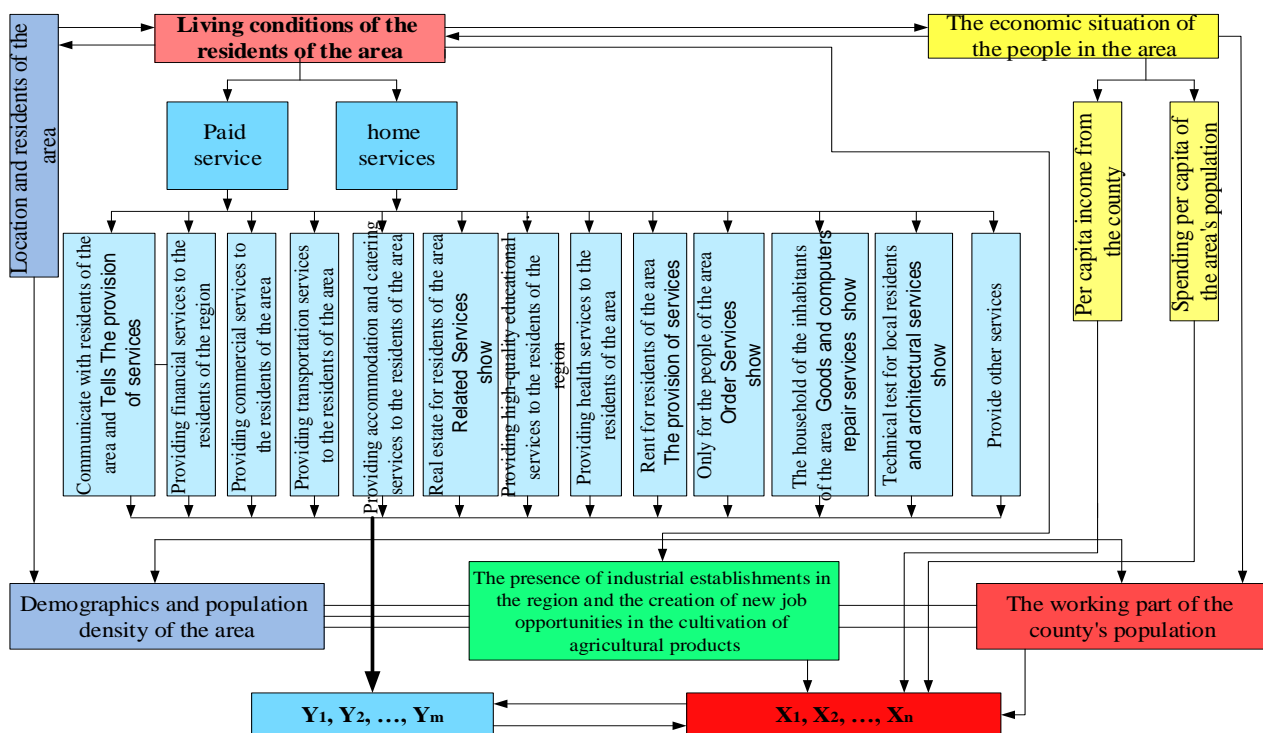 Living conditions of the
residents of the area
The economic situation of
the people in the area
Location and residents of the
area
Paid
service
home
services
Per capita income from
the county
Spending per capita of
the area's population
Communicate with residents of the
area and Tells The provision
of services
Providing financial services to the
residents of the region
Providing commercial services to
the residents of the area
Providing transportation services
to the residents of the area
Providing accommodation and catering
services to the residents of the area
Real estate for residents of the area
Related Services
show
Providing high-quality educational
services to the residents of the
region
Providing health services to the
residents of the area
Rent for residents of the area
The provision of services
Only for the people of the area
Order Services
show
The household of the inhabitants
of the area Goods and computers
repair services show
Technical test for local residents
and architectural services
show
Provide other services
Demographics and population
density of the area
The presence of industrial establishments in
the region and the creation of new job
opportunities in the cultivation of
agricultural products
The working part of the
county's population
Y1, Y2, …, Ym
X1, X2, …, Xn